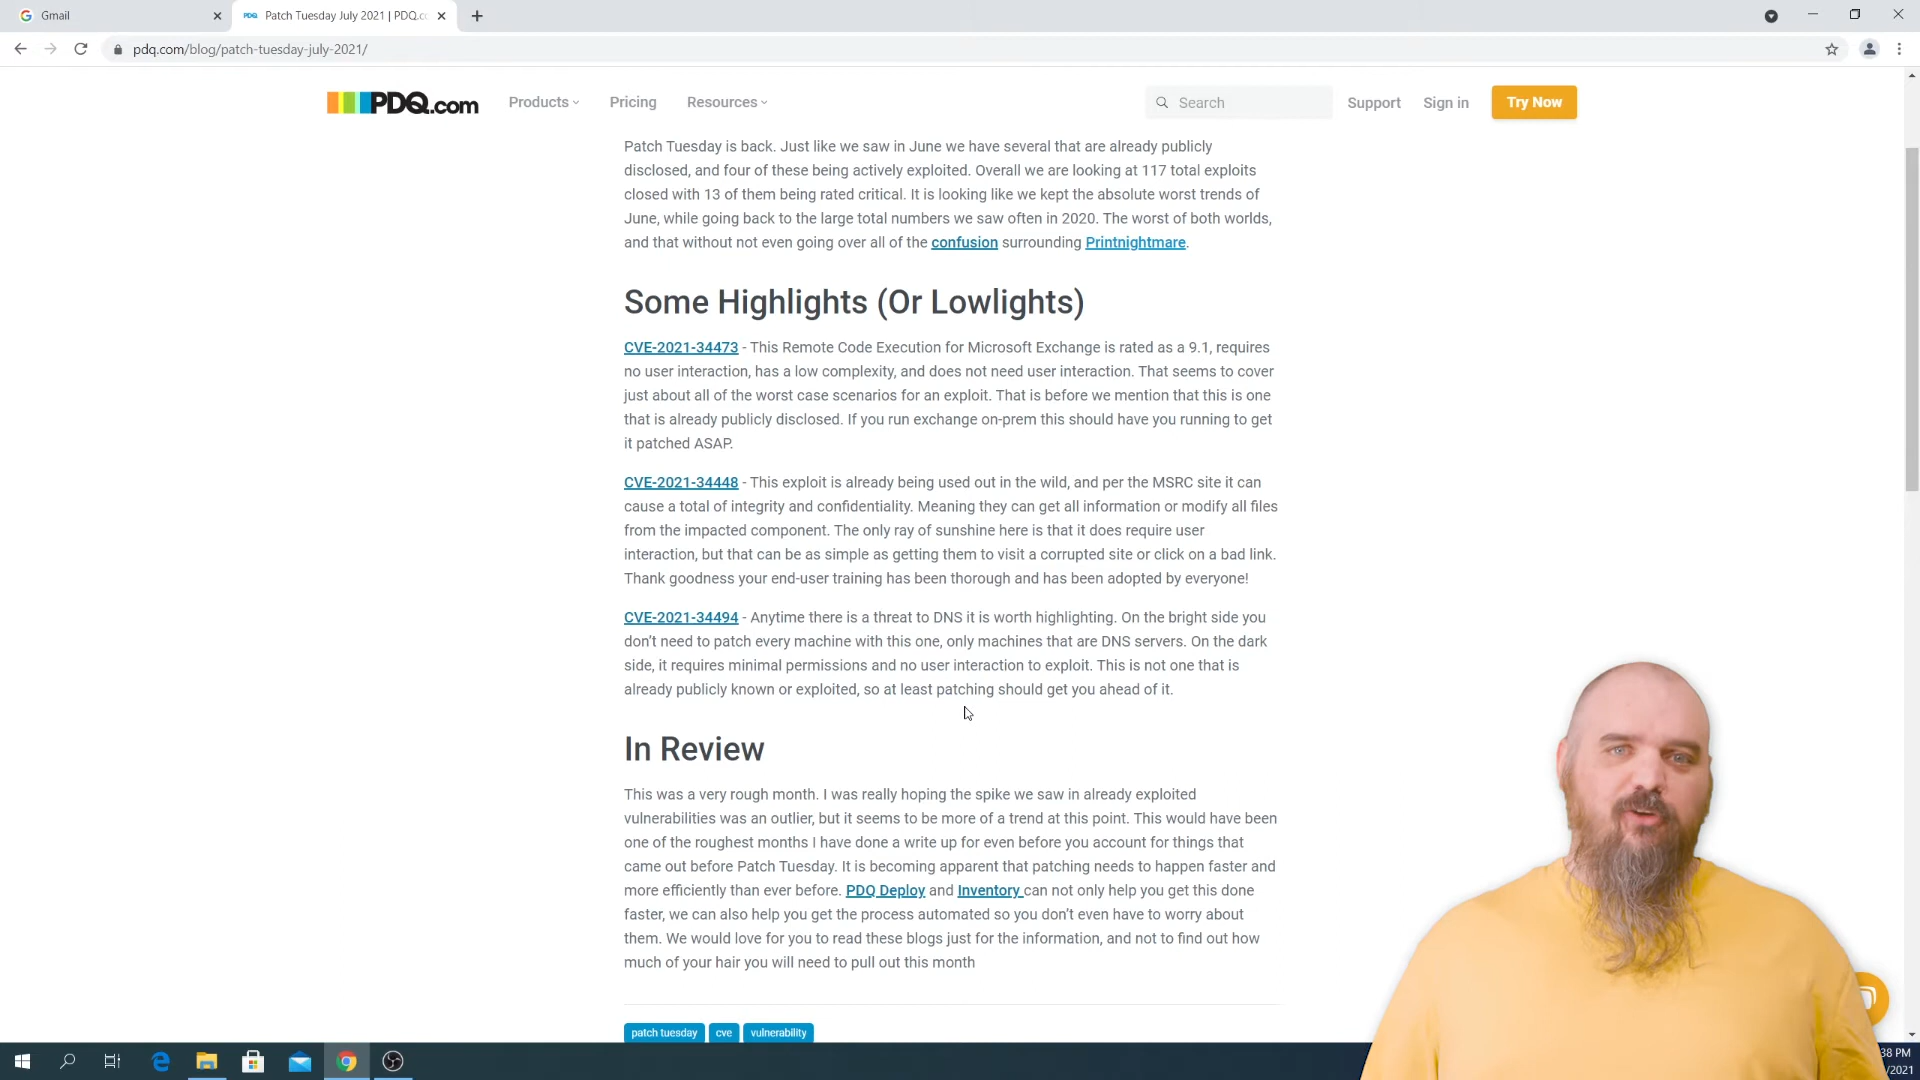 Gmail
PDQ
Patch Tuesday July 2021 | PDQ.c
pdq.com/blog/patch-tuesday-july-2021/
PDQ.com
Products
Pricing
Resources
Search
Support
Sign in
Try Now
Patch Tuesday is back. Just like we saw in June we have several that are already publicly
disclosed, and four of these being actively exploited. Overall we are looking at 117 total exploits
closed with 13 of them being rated critical. It is looking like we kept the absolute worst trends of
June, while going back to the large total numbers we saw often in 2020. The worst of both worlds,
and that without not even going over all of the confusion surrounding Printnightmare.
Some Highlights (Or Lowlights)
CVE-2021-34473 - This Remote Code Execution for Microsoft Exchange is rated as a 9.1, requires
no user interaction, has a low complexity, and does not need user interaction. That seems to cover
just about all of the worst case scenarios for an exploit. That is before we mention that this is one
that is already publicly disclosed. If you run exchange on-prem this should have you running to get
it patched ASAP.
CVE-2021-34448 - This exploit is already being used out in the wild, and per the MSRC site it can
cause a total of integrity and confidentiality. Meaning they can get all information or modify all files
from the impacted component. The only ray of sunshine here is that it does require user
interaction, but that can be as simple as getting them to visit a corrupted site or click on a bad link.
Thank goodness your end-user training has been thorough and has been adopted by everyone!
CVE-2021-34494 - Anytime there is a threat to DNS it is worth highlighting. On the bright side you
don't need to patch every machine with this one, only machines that are DNS servers. On the dark
side, it requires minimal permissions and no user interaction to exploit. This is not one that is
already publicly known or exploited, so at least patching should get you ahead of it.
In Review
This was a very rough month. I was really hoping the spike we saw in already exploited
vulnerabilities was an outlier, but it seems to be more of a trend at this point. This would have been
one of the roughest months I have done a write up for even before you account for things that
came out before Patch Tuesday. It is becoming apparent that patching needs to happen faster and
more efficiently than ever before. PDQ Deploy and Inventory can not only help you get this done
faster, we can also help you get the process automated so you don't even have to worry about
them. We would love for you to read these blogs just for the information, and not to find out how
much of your hair you will need to pull out this month
patch tuesday
cve
vulnerability
38 PM
/2021